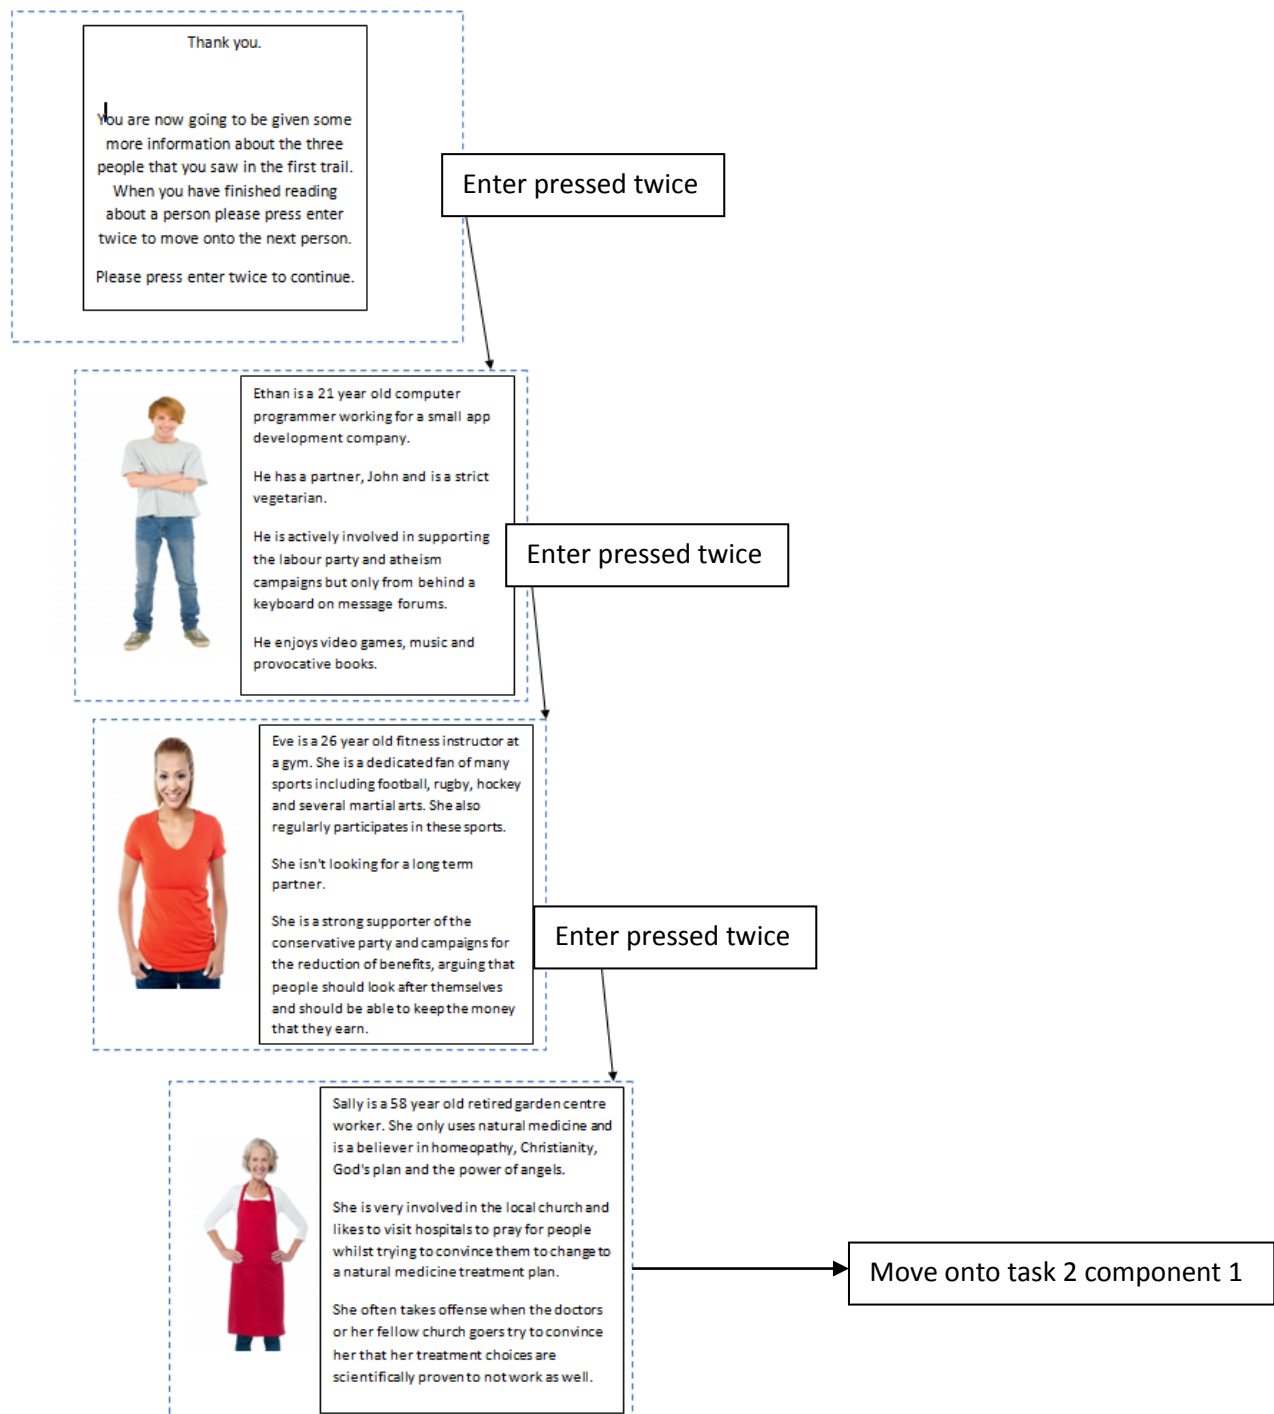 Thank you.
You are now going to be given some
more information about the three
people that you saw in the first trail.
When you have finished reading
about a person please press enter
twice to move onto the next person.
Please press enter twice to continue.
Enter pressed twice
Ethan is a 21 year old computer
programmer working for a small app
development company.
He has a partner, John and is a strict
vegetarian.
He is actively involved in supporting
the labour party and atheism
campaigns but only from behind a
keyboard on message forums.
He enjoys video games, music and
provocative books.
Enter pressed twice
Eve is a 26 year old fitness instructor at
a gym. She is a dedicated fan of many
sports including football, rugby, hockey
and several martial arts. She also
regularly participates in these sports.
She isn't looking for a long term
partner.
She is a strong supporter of the
conservative party and campaigns for
the reduction of benefits, arguing that
people should look after themselves
and should be able to keep the money
that they earn.
Enter pressed twice
Sally is a 58 year old retired garden centre
worker. She only uses natural medicine and
is a believer in homeopathy, Christianity,
God's plan and the power of angels.
She is very involved in the local church and
likes to visit hospitals to pray for people
whilst trying to convince them to change to
a natural medicine treatment plan.
She often takes offense when the doctors
or her fellow church goers try to convince
her that her treatment choices are
scientifically proven to not work as well.
Move onto task 2 component 1